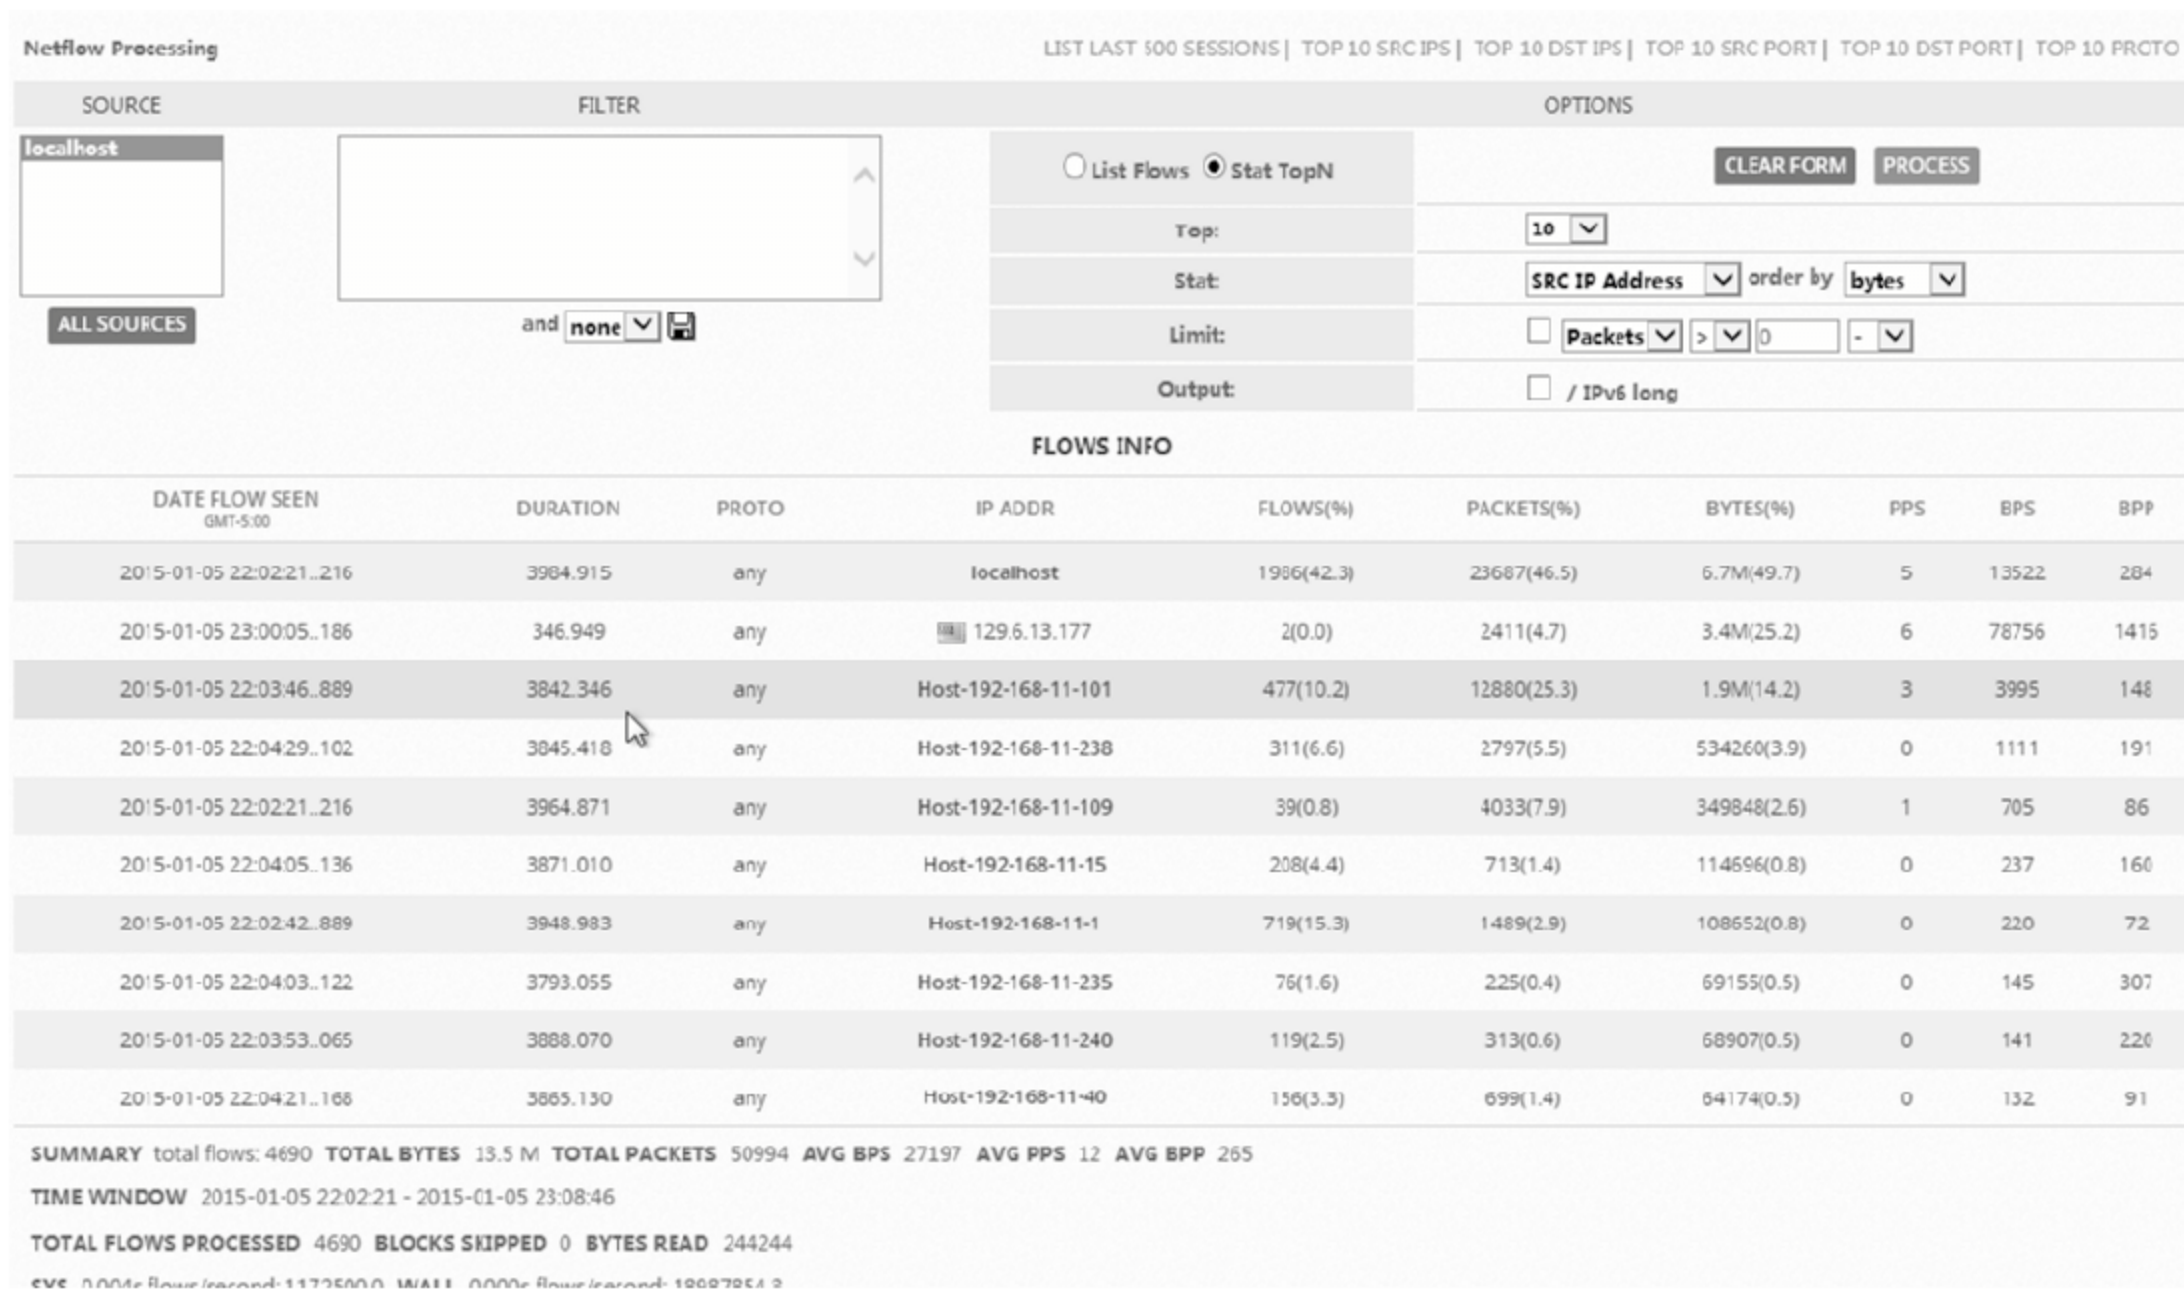 Netflow Processing LIST LAST 500 SESSIONS | TOP 10 SRC IPS | TOP 10 DST IPS | TOP 10 SRC PORT | TOP 10 DST PORT | TOP 10 PROTO
SOURCE FILTER OPTIONS
localhost
List Flows Stat TopN CLEAR FORM PROCESS
Top: 10
Stat: SRC IP Address order by bytes
ALL SOURCES and none Limit: Packets > 0 -
Output: / IPv6 long
FLOWS INFO
DATE FLOW SEEN DURATION PROTO IP ADDR FLOWS(%) PACKETS(%) BYTES(%) PPS BPS BPP
GMT-5:00
2015-01-05 22:02:21..216 3984.915 any localhost 1986(42.3) 23687(46.5) 6.7M(49.7) 5 13522 284
2015-01-05 23:00:05..186 346.949 any 129.6.13.177 2(0.0) 2411(4.7) 3.4M(25.2) 6 78756 1415
2015-01-05 22:03:46..889 3842.346 any Host-192-168-11-101 477(10.2) 12880(25.3) 1.9M(14.2) 3 3995 148
2015-01-05 22:04:29..102 3845.418 any Host-192-168-11-238 311(6.6) 2797(5.5) 534260(3.9) 0 1111 191
2015-01-05 22:02:21..216 3964.871 any Host-192-168-11-109 39(0.8) 4033(7.9) 349848(2.6) 1 705 86
2015-01-05 22:04:05..136 3871.010 any Host-192-168-11-15 208(4.4) 713(1.4) 114696(0.8) 0 237 160
2015-01-05 22:02:42..889 3948.983 any Host-192-168-11-1 719(15.3) 1489(2.9) 108652(0.8) 0 220 72
2015-01-05 22:04:03..122 3793.055 any Host-192-168-11-235 76(1.6) 225(0.4) 69155(0.5) 0 145 307
2015-01-05 22:03:53..065 3888.070 any Host-192-168-11-240 119(2.5) 313(0.6) 68907(0.5) 0 141 220
2015-01-05 22:04:21..168 3865.130 any Host-192-168-11-40 156(3.3) 699(1.4) 64174(0.5) 0 132 91
SUMMARY total flows: 4690 TOTAL BYTES 13.5 M TOTAL PACKETS 50994 AVG BPS 27197 AVG PPS 12 AVG BPP 265
TIME WINDOW 2015-01-05 22:02:21 - 2015-01-05 23:08:46
TOTAL FLOWS PROCESSED 4690 BLOCKS SKIPPED 0 BYTES READ 244244
SYS 0.004s flows/second: 1172500.0 WALL 0.000s flows/second: 18987854.3